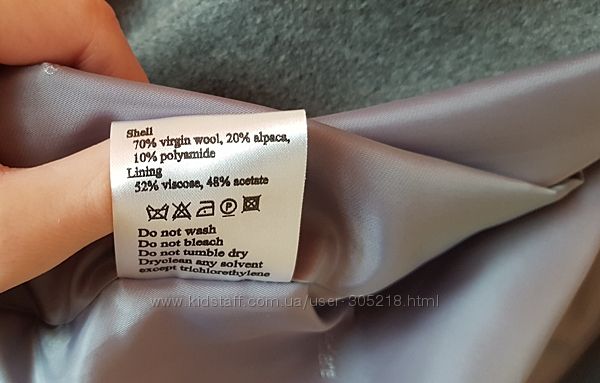 Shell
70% virgin wool, 20% alpaca,
10% polyamide
Lining
52% viscose, 48% acetate
Do not wash
Do not bleach
Do not tumble dry
Dryclean any solvent
except trichlorethylene
www.kidstaff.com.ua/user-305218.html